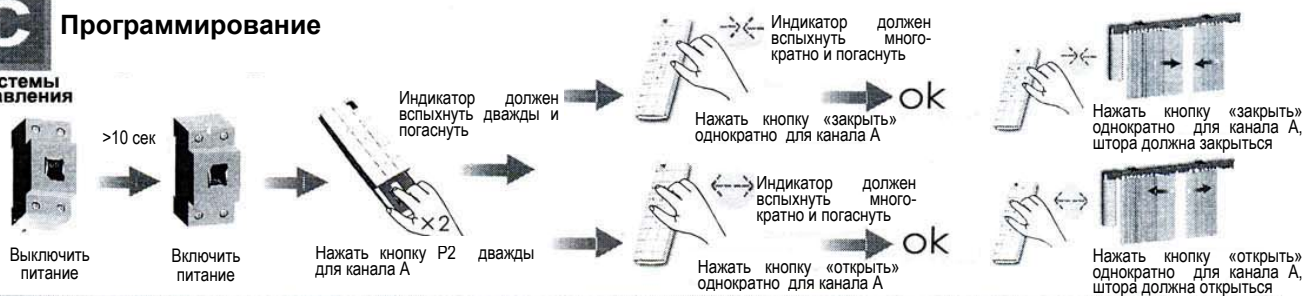 С
Программирование
стемы
авления
Выключить
питание
>10 сек
Включить
питание
×2
Нажать кнопку P2 дважды
для канала А
Индикатор должен
вспыхнуть дважды и
погаснуть
Индикатор должен
вспыхнуть много-
кратно и погаснуть
Нажать кнопку «закрыть»
однократно для канала А
ok
Нажать кнопку «закрыть»
однократно для канала А,
штора должна закрыться
Индикатор должен
вспыхнуть много-
кратно и погаснуть
Нажать кнопку «открыть»
однократно для канала А
ok
Нажать кнопку «открыть»
однократно для канала А,
штора должна открыться